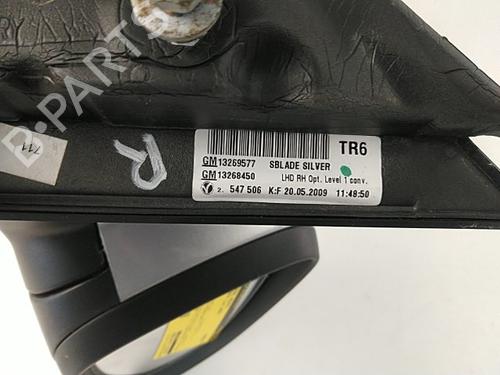 B-PARTS
711
R
TR6
GM 13269577 SBLADE SILVER
GM 13268450 LHD RH Opt. Level 1 conv.
2. 547 506 K:F 20.05.2009 11:48:50